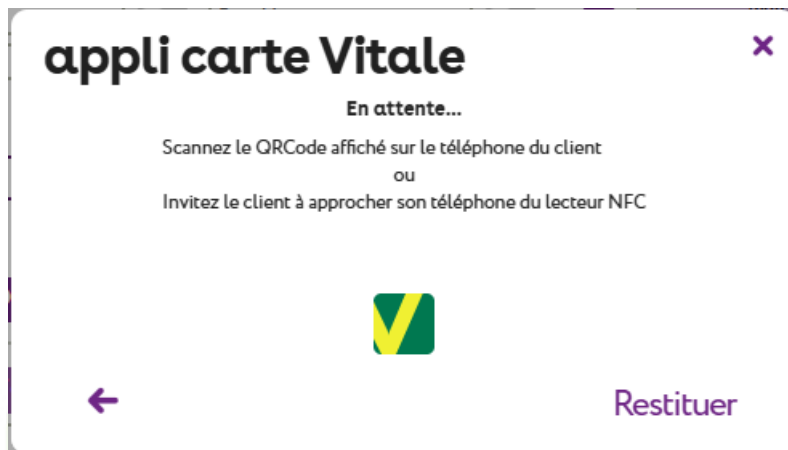 appli carte Vitale
En attente...
Scannez le QRCode affiché sur le téléphone du client
ou
Invitez le client à approcher son téléphone du lecteur NFC
Restituer